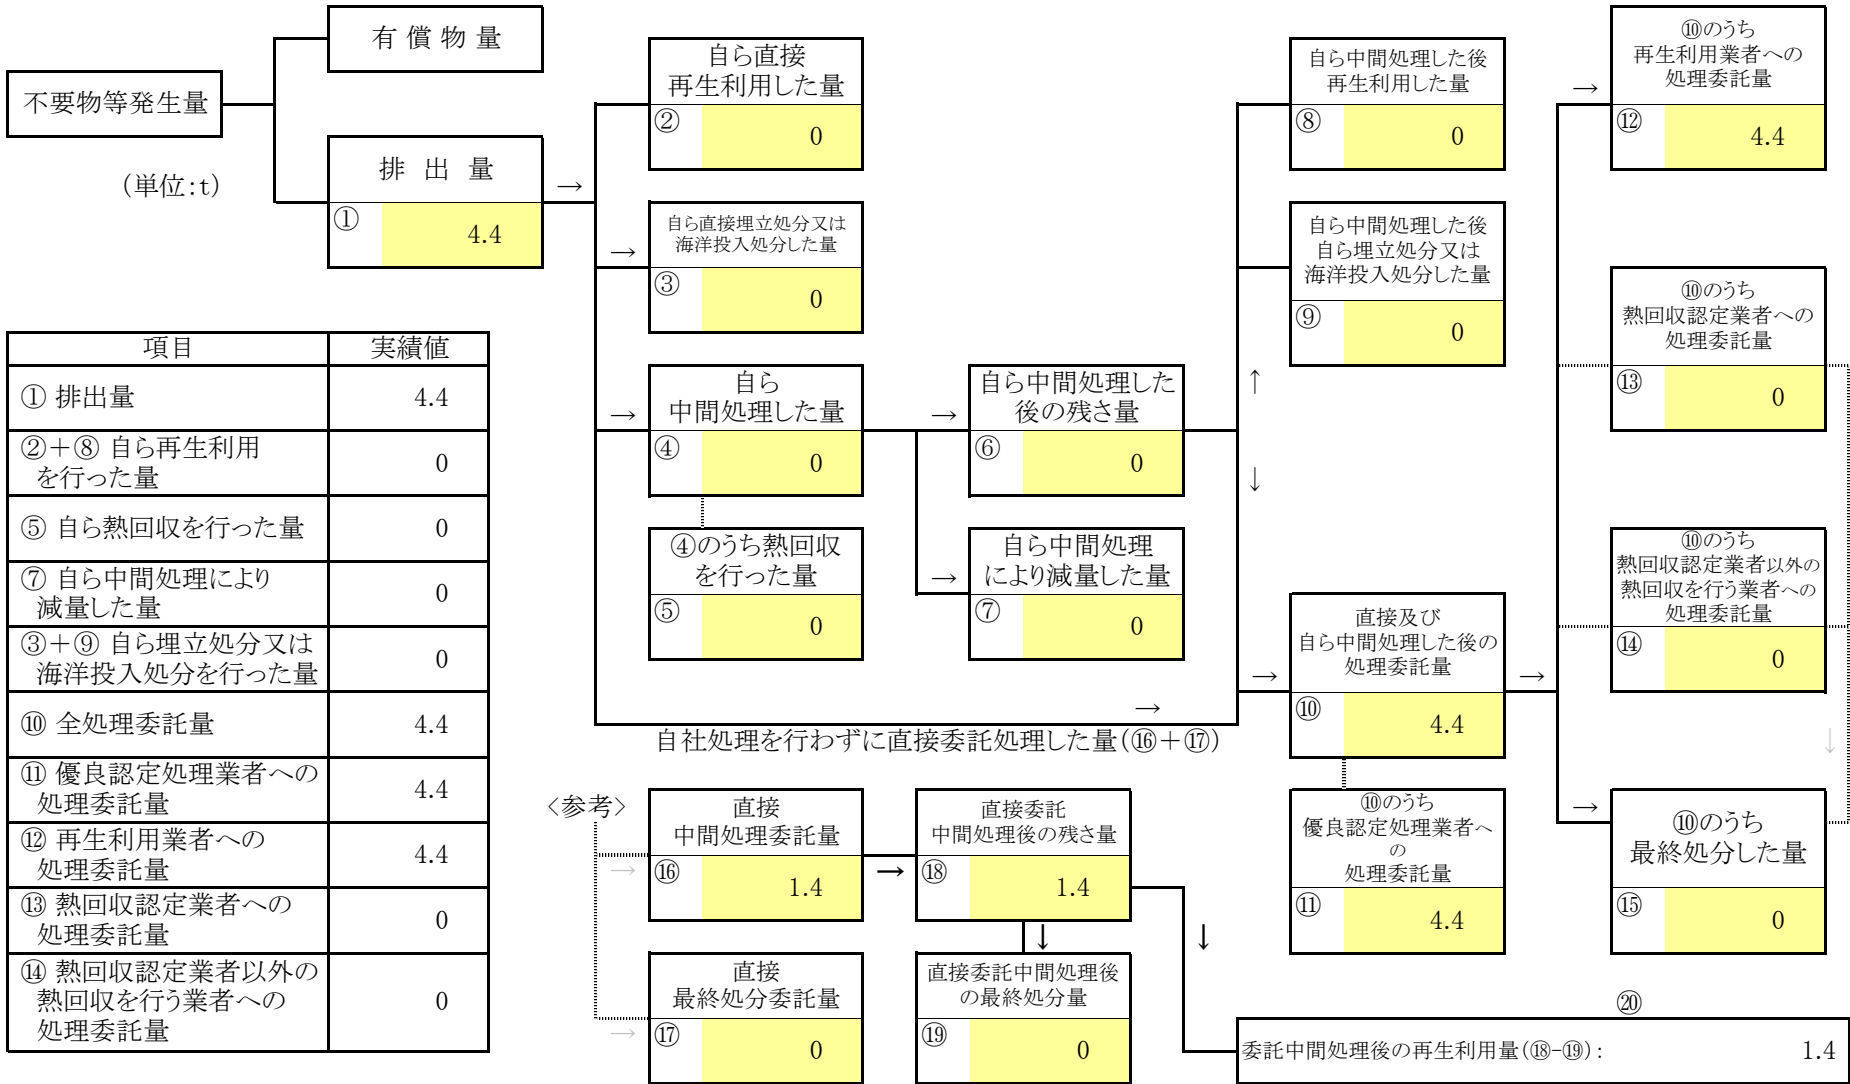 不要物等発生量
有 償 物 量
（単位：t）
排 出 量
→
①
4.4
自ら直接
再生利用した量
②
0
→
自ら直接埋立処分又は
海洋投入処分した量
③
0
→
自ら
中間処理した量
④
0
④のうち熱回収
を行った量
⑤
0
→
自ら中間処理した
後の残さ量
⑥
0
→
自ら中間処理
により減量した量
⑦
0
自ら中間処理した後
再生利用した量
⑧
0
自ら中間処理した後
自ら埋立処分又は
海洋投入処分した量
⑨
0
↑
↓
→
自社処理を行わずに直接委託処理した量（⑯＋⑰）
→
直接及び
自ら中間処理した後の
処理委託量
⑩
4.4
→
⑩のうち
優良認定処理業者へ
の
処理委託量
⑪
4.4
→
⑩のうち
再生利用業者への
処理委託量
⑫
4.4
⑩のうち
熱回収認定業者への
処理委託量
⑬
0
⑩のうち
熱回収認定業者以外の
熱回収を行う業者への
処理委託量
⑭
0
↓
→
⑩のうち
最終処分した量
⑮
0
項目 実績値
① 排出量 4.4
②＋⑧ 自ら再生利用
を行った量 0
⑤ 自ら熱回収を行った量 0
⑦ 自ら中間処理により
減量した量 0
③＋⑨ 自ら埋立処分又は
海洋投入処分を行った量 0
⑩ 全処理委託量 4.4
⑪ 優良認定処理業者への
処理委託量 4.4
⑫ 再生利用業者への
処理委託量 4.4
⑬ 熱回収認定業者への
処理委託量 0
⑭ 熱回収認定業者以外の
熱回収を行う業者への
処理委託量 0
〈参考〉
→
直接
中間処理委託量
⑯
1.4
→
直接委託
中間処理後の残さ量
⑱
1.4
↓
↓
→
直接
最終処分委託量
⑰
0
直接委託中間処理後
の最終処分量
⑲
0
⑳
委託中間処理後の再生利用量（⑱-⑲）： 1.4